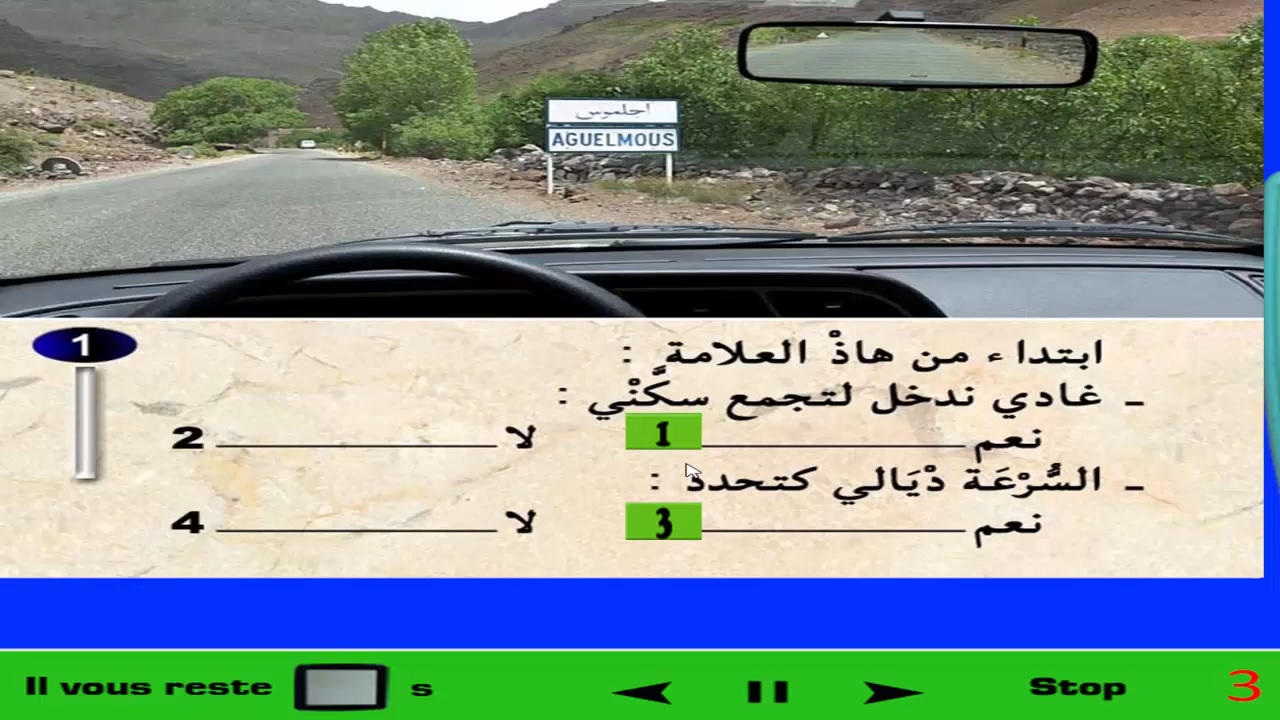 اجلموس
AGUELMOUS
1
ابتداء من هاذْ العلامة :
ـ غادي ندخل لتجمع سكَّنْي :
نعم 1 لا 2
ـ السُّرْعَة دْيَالي كتحددْ :
نعم 3 لا 4
Il vous reste s Stop 3